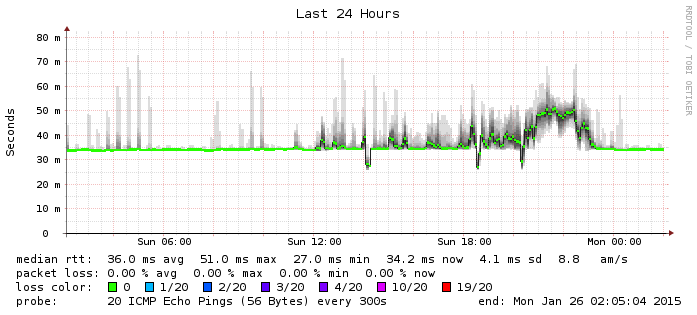 Last 24 Hours
RRDTOOL / TOBI OETIKER
Seconds
80 m
70 m
60 m
50 m
40 m
30 m
20 m
10 m
0
Sun 06:00 Sun 12:00 Sun 18:00 Mon 00:00
median rtt: 36.0 ms avg 51.0 ms max 27.0 ms min 34.2 ms now 4.1 ms sd 8.8 am/s
packet loss: 0.00 % avg 0.00 % max 0.00 % min 0.00 % now
loss color: 0 1/20 2/20 3/20 4/20 10/20 19/20
probe: 20 ICMP Echo Pings (56 Bytes) every 300s end: Mon Jan 26 02:05:04 2015